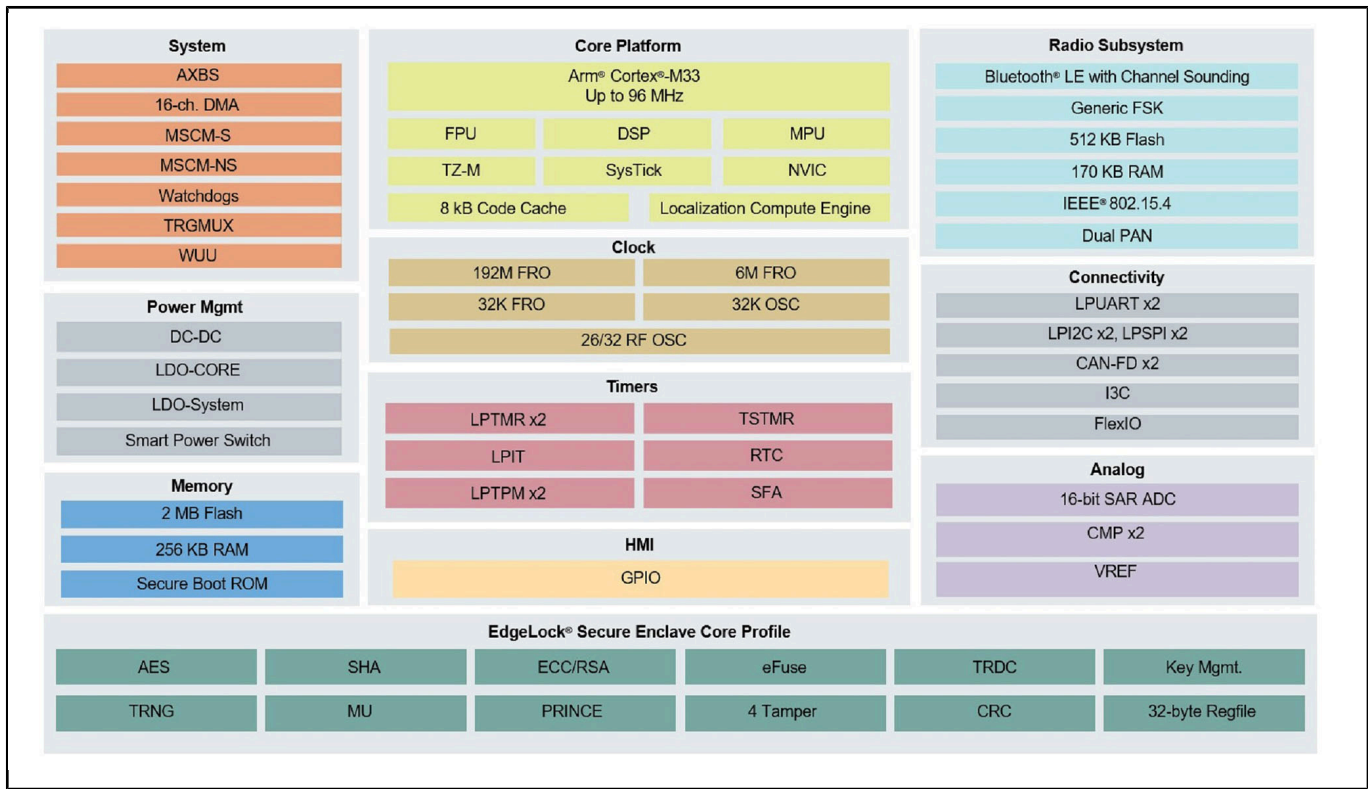 System
AXBS
16-ch. DMA
MSCM-S
MSCM-NS
Watchdogs
TRGMUX
WUU
Power Mgmt
DC-DC
LDO-CORE
LDO-System
Smart Power Switch
Memory
2 MB Flash
256 KB RAM
Secure Boot ROM
Core Platform
Arm® Cortex®-M33
Up to 96 MHz
FPU DSP MPU
TZ-M SysTick NVIC
8 kB Code Cache Localization Compute Engine
Clock
192M FRO 6M FRO
32K FRO 32K OSC
26/32 RF OSC
Timers
LPTMR x2 TSTMR
LPIT RTC
LPTPM x2 SFA
HMI
GPIO
Radio Subsystem
Bluetooth® LE with Channel Sounding
Generic FSK
512 KB Flash
170 KB RAM
IEEE® 802.15.4
Dual PAN
Connectivity
LPUART x2
LPI2C x2, LPSPI x2
CAN-FD x2
I3C
FlexIO
Analog
16-bit SAR ADC
CMP x2
VREF
EdgeLock® Secure Enclave Core Profile
AES SHA ECC/RSA eFuse TRDC Key Mgmt.
TRNG MU PRINCE 4 Tamper CRC 32-byte Regfile